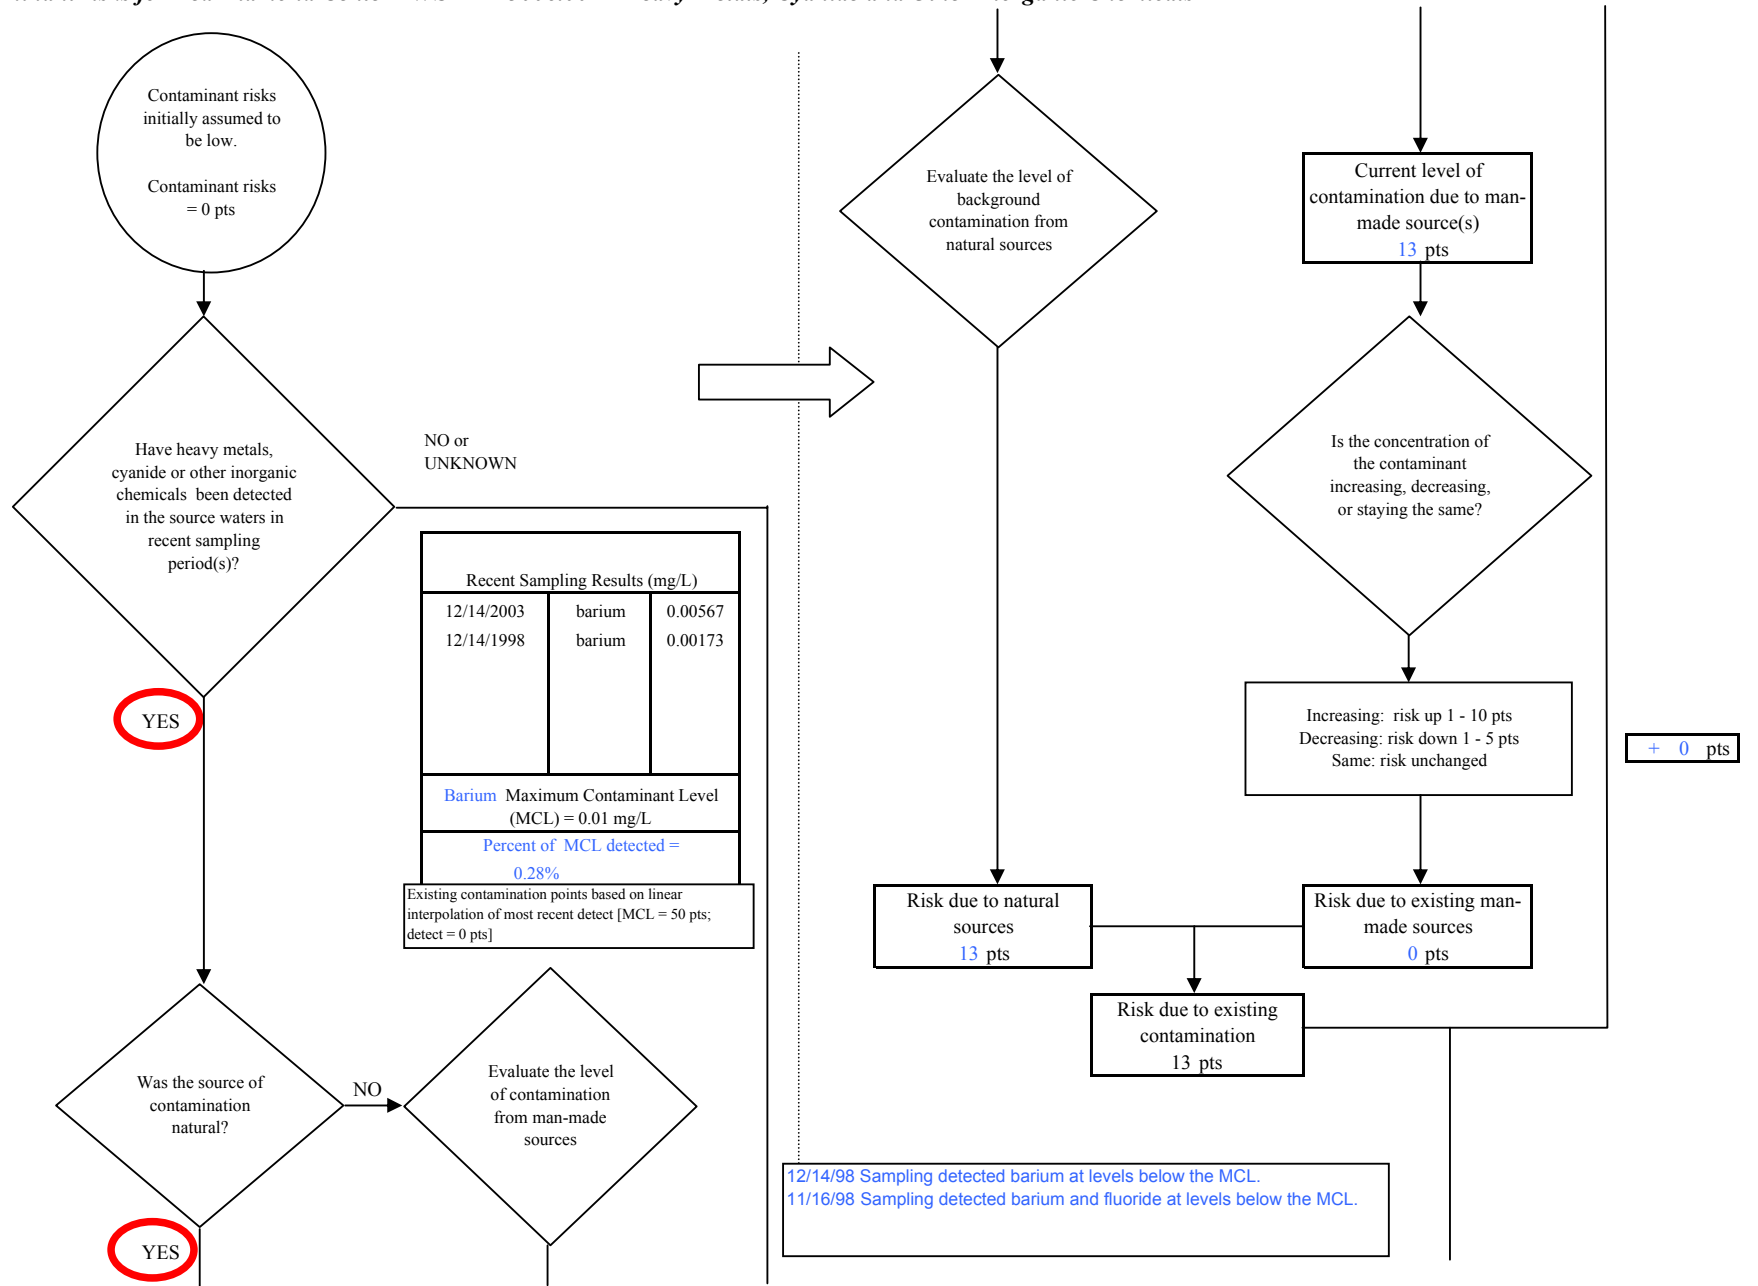 Contaminant risks
initially assumed to
be low.
Contaminant risks
= 0 pts
Have heavy metals,
cyanide or other inorganic
chemicals been detected
in the source waters in
recent sampling
period(s)?
NO or
UNKNOWN
YES
Recent Sampling Results (mg/L)
12/14/2003 barium 0.00567
12/14/1998 barium 0.00173
Barium Maximum Contaminant Level
(MCL) = 0.01 mg/L
Percent of MCL detected =
0.28%
Existing contamination points based on linear
interpolation of most recent detect [MCL = 50 pts;
detect = 0 pts]
Was the source of
contamination
natural?
NO
YES
Evaluate the level
of contamination
from man-made
sources
Evaluate the level of
background
contamination from
natural sources
Current level of
contamination due to man-
made source(s)
13 pts
Is the concentration of
the contaminant
increasing, decreasing,
or staying the same?
Increasing: risk up 1 - 10 pts
Decreasing: risk down 1 - 5 pts
Same: risk unchanged
+ 0 pts
Risk due to natural
sources
13 pts
Risk due to existing man-
made sources
0 pts
Risk due to existing
contamination
13 pts
12/14/98 Sampling detected barium at levels below the MCL.
11/16/98 Sampling detected barium and fluoride at levels below the MCL.